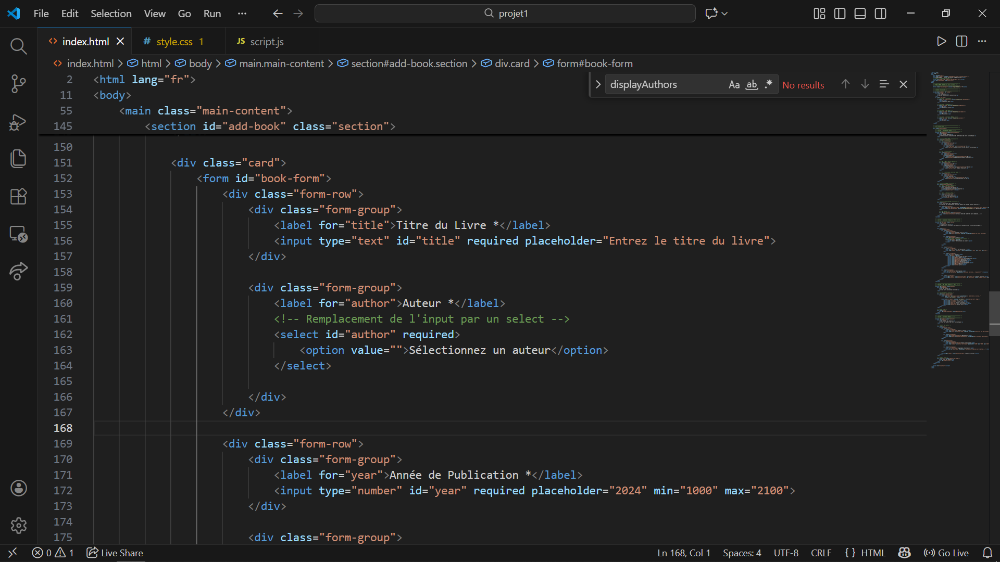 File Edit Selection View Go Run ··· projet1
index.html style.css 1 script.js
index.html > html > body > main.main-content > section#add-book.section > div.card > form#book-form
displayAuthors Aa ab .* No results
2 <html lang="fr">
11 <body>
55 <main class="main-content">
145 <section id="add-book" class="section">
150
151 <div class="card">
152 <form id="book-form">
153 <div class="form-row">
154 <div class="form-group">
155 <label for="title">Titre du Livre *</label>
156 <input type="text" id="title" required placeholder="Entrez le titre du livre">
157 </div>
158
159 <div class="form-group">
160 <label for="author">Auteur *</label>
161 <!-- Remplacement de l'input par un select -->
162 <select id="author" required>
163 <option value="">Sélectionnez un auteur</option>
164 </select>
165
166 </div>
167 </div>
168
169 <div class="form-row">
170 <div class="form-group">
171 <label for="year">Année de Publication *</label>
172 <input type="number" id="year" required placeholder="2024" min="1000" max="2100">
173 </div>
174
175 <div class="form-group">
0 1 Live Share Ln 168, Col 1 Spaces: 4 UTF-8 CRLF { } HTML Go Live